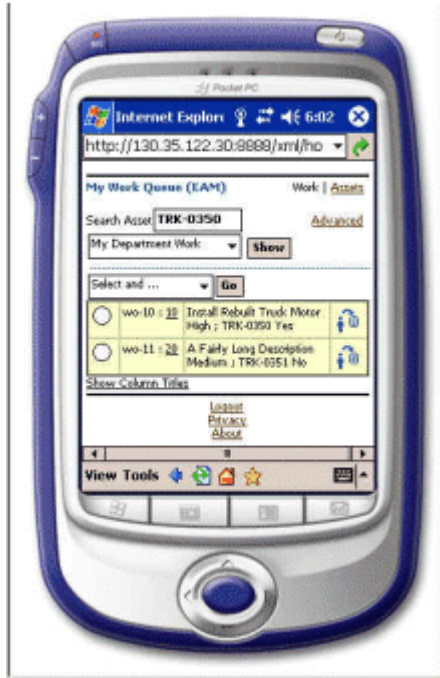 Pocket PC
Internet Explore 6:02
http://130.35.122.30:8888/xml/ho
My Work Queue (EAM) Work | Assets
Search Asset TRK-0350 Advanced
My Department Work Show
Select and ... Go
wo-10 : 10 Install Rebuilt Truck Motor
High ; TRK-0350 Yes
wo-11 : 20 A Fairly Long Description
Medium ; TRK-0351 No
Show Column Titles
Logout
Privacy
About
View Tools